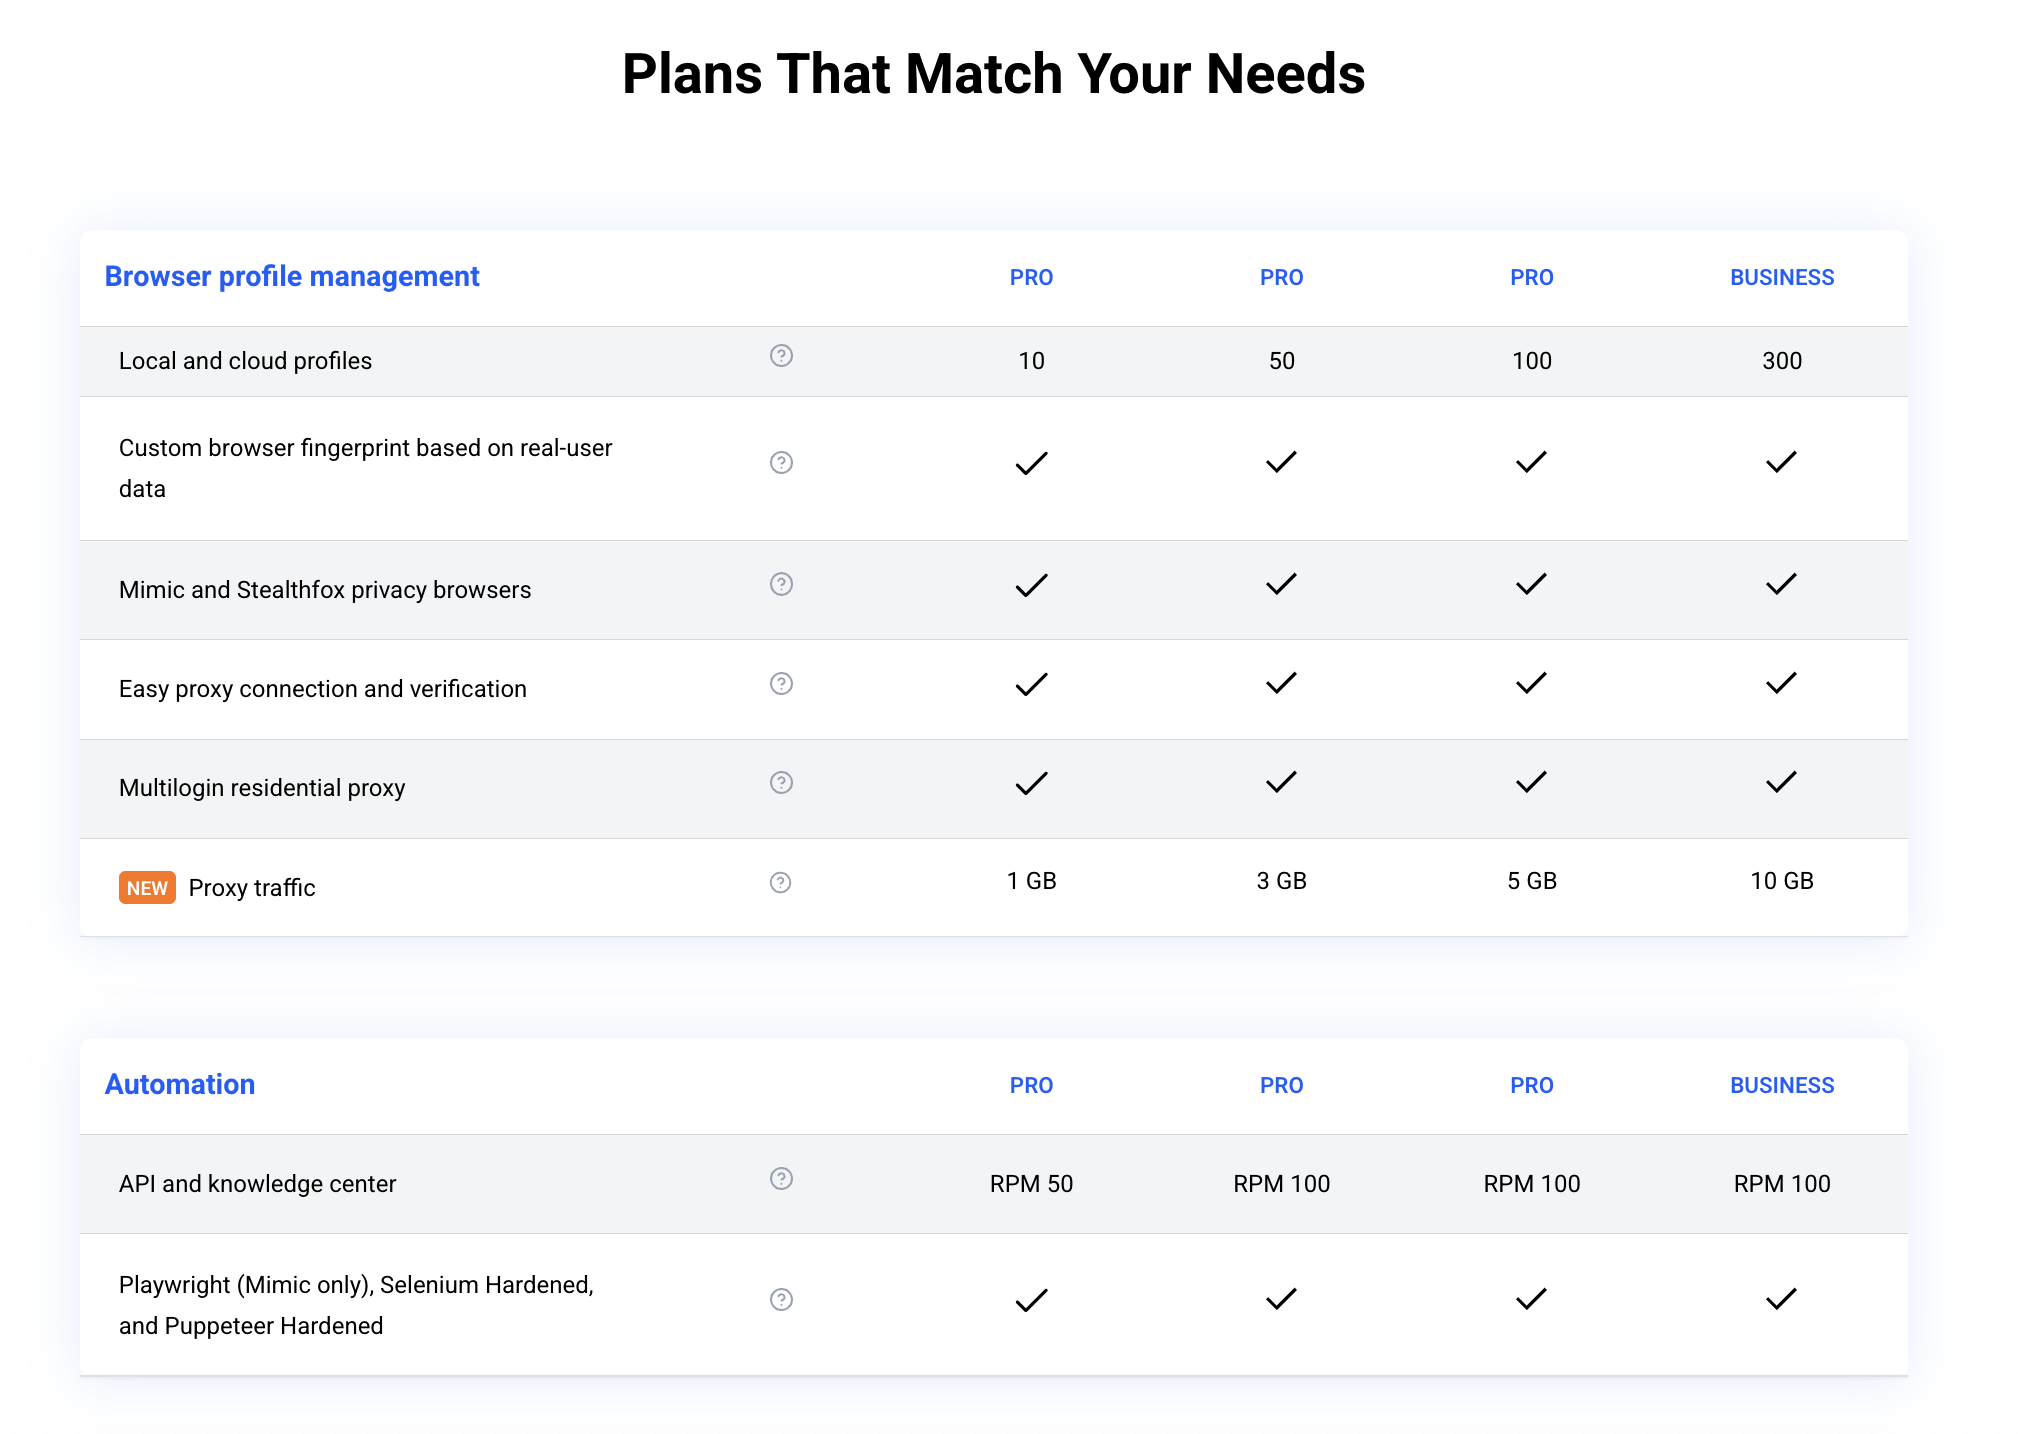 Plans That Match Your Needs
Browser profile management PRO PRO PRO BUSINESS
Local and cloud profiles ? 10 50 100 300
Custom browser fingerprint based on real-user
data ?
Mimic and Stealthfox privacy browsers ?
Easy proxy connection and verification ?
Multilogin residential proxy ?
NEW Proxy traffic ? 1 GB 3 GB 5 GB 10 GB
Automation PRO PRO PRO BUSINESS
API and knowledge center ? RPM 50 RPM 100 RPM 100 RPM 100
Playwright (Mimic only), Selenium Hardened,
and Puppeteer Hardened ?